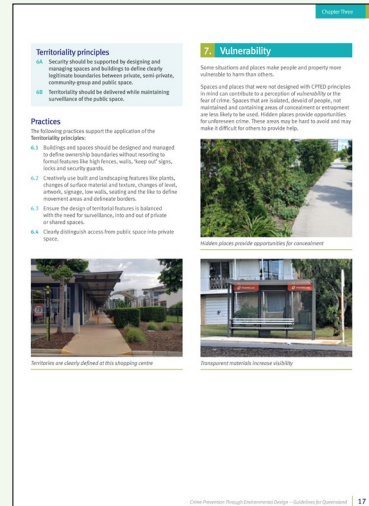 Chapter Three
Territoriality principles
6A Security should be supported by designing and
managing spaces and buildings to define clearly
legitimate boundaries between private, semi-private,
community-group and public space.
6B Territoriality should be delivered while maintaining
surveillance of the public space.
Practices
The following practices support the application of the
Territoriality principles:
6.1 Buildings and spaces should be designed and managed
to define ownership boundaries without resorting to
formal features like high fences, walls, 'keep out' signs,
locks and security guards.
6.2 Creatively use built and landscaping features like plants,
changes of surface material and texture, changes of level,
artwork, signage, low walls, seating and the like to define
movement areas and delineate borders.
6.3 Ensure the design of territorial features is balanced
with the need for surveillance, into and out of private
or shared spaces.
6.4 Clearly distinguish access from public space into private
space.
Territories are clearly defined at this shopping centre
7. Vulnerability
Some situations and places make people and property more
vulnerable to harm than others.
Spaces and places that were not designed with CPTED principles
in mind can contribute to a perception of vulnerability or the
fear of crime. Spaces that are isolated, devoid of people, not
maintained and containing areas of concealment or entrapment
are less likely to be used. Hidden places provide opportunities
for unforeseen crime. These areas may be hard to avoid and may
make it difficult for others to provide help.
Hidden places provide opportunities for concealment
Transparent materials increase visibility
Crime Prevention Through Environmental Design – Guidelines for Queensland 17